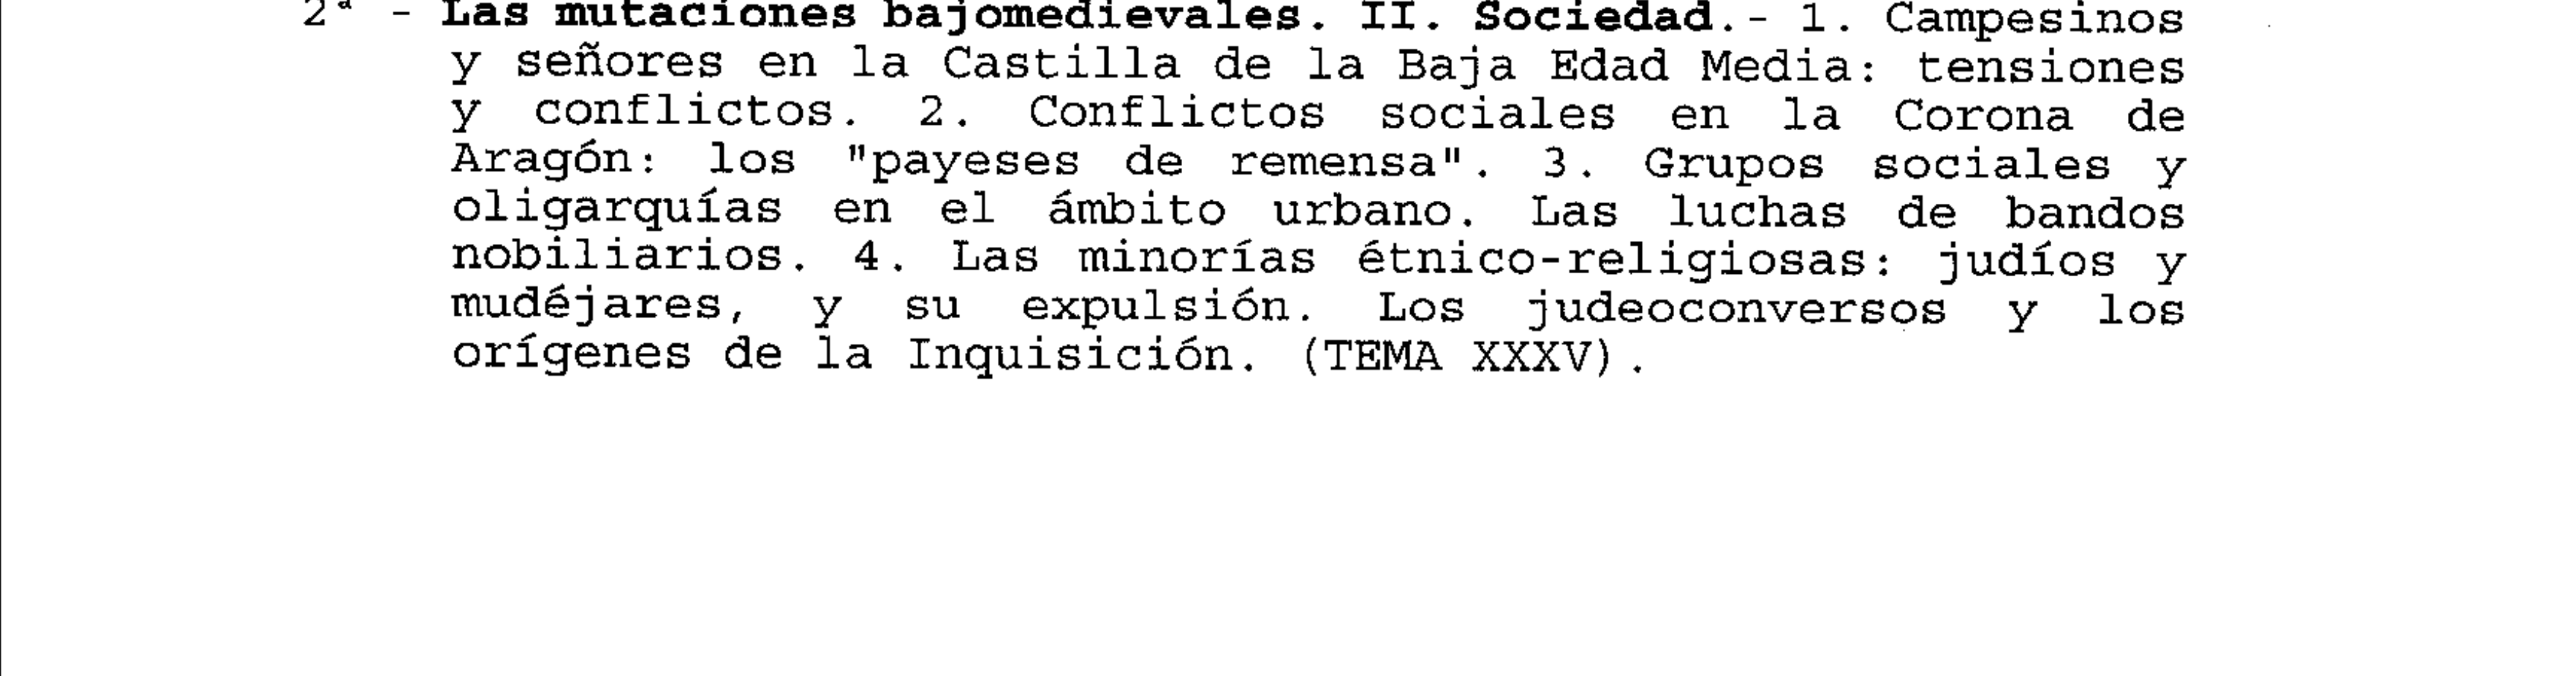 2ª - Las mutaciones bajomedievales. II. Sociedad.- 1. Campesinos
y señores en la Castilla de la Baja Edad Media: tensiones
y conflictos. 2. Conflictos sociales en la Corona de
Aragón: los "payeses de remensa". 3. Grupos sociales y
oligarquías en el ámbito urbano. Las luchas de bandos
nobiliarios. 4. Las minorías étnico-religiosas: judíos y
mudéjares, y su expulsión. Los judeoconversos y los
orígenes de la Inquisición. (TEMA XXXV).